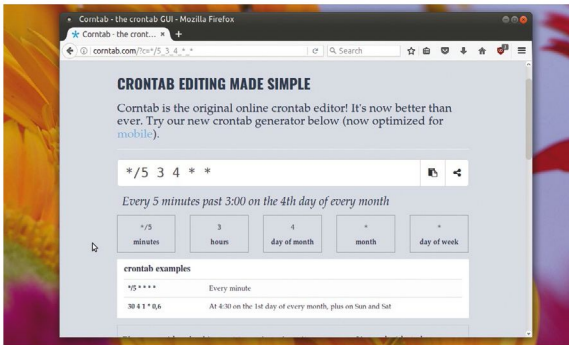 Corntab - the crontab GUI - Mozilla Firefox
Corntab - the cront... × +
corntab.com/?c=*/5_3_4_*_*
Search
CRONTAB EDITING MADE SIMPLE
Corntab is the original online crontab editor! It's now better than
ever. Try our new crontab generator below (now optimized for
mobile).
*/5 3 4 * *
Every 5 minutes past 3:00 on the 4th day of every month
*/5 3 4 * *
minutes hours day of month month day of week
crontab examples
*/5 * * * * Every minute
30 4 1 * 0,6 At 4:30 on the 1st day of every month, plus on Sun and Sat